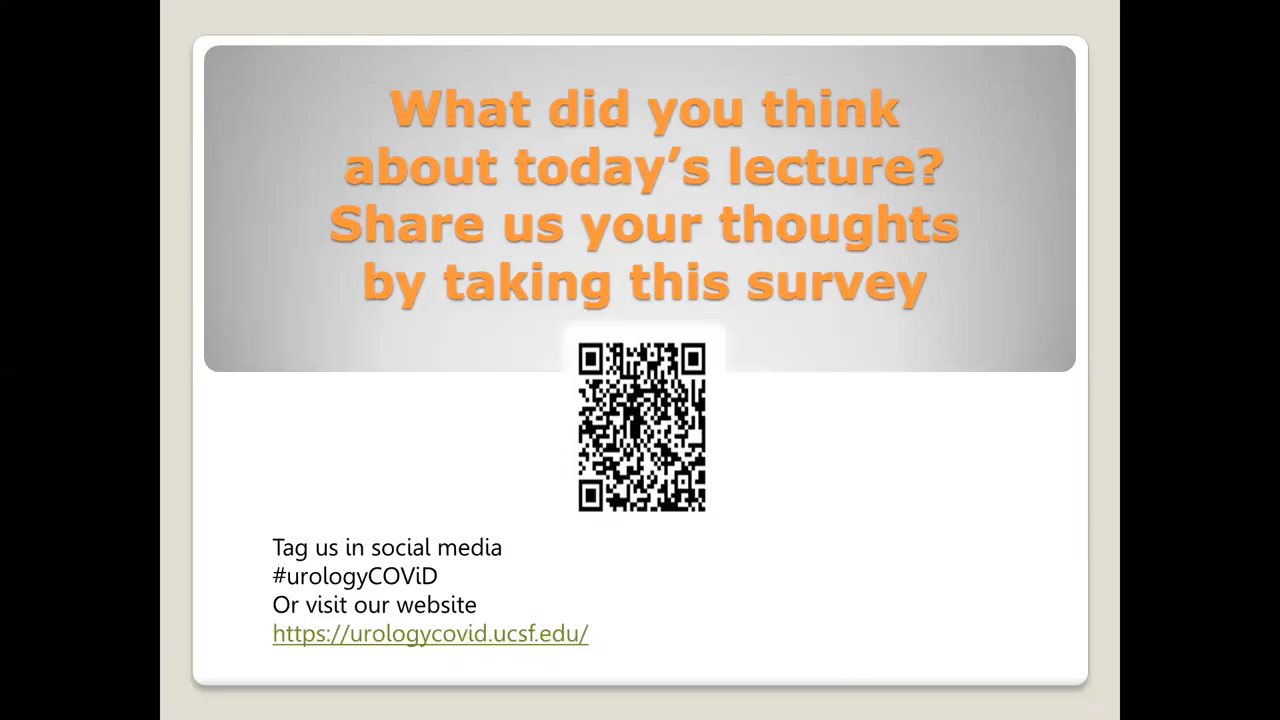 What did you think
about today’s lecture?
Share us your thoughts
by taking this survey
Tag us in social media
#urologyCOViD
Or visit our website
https://urologycovid.ucsf.edu/